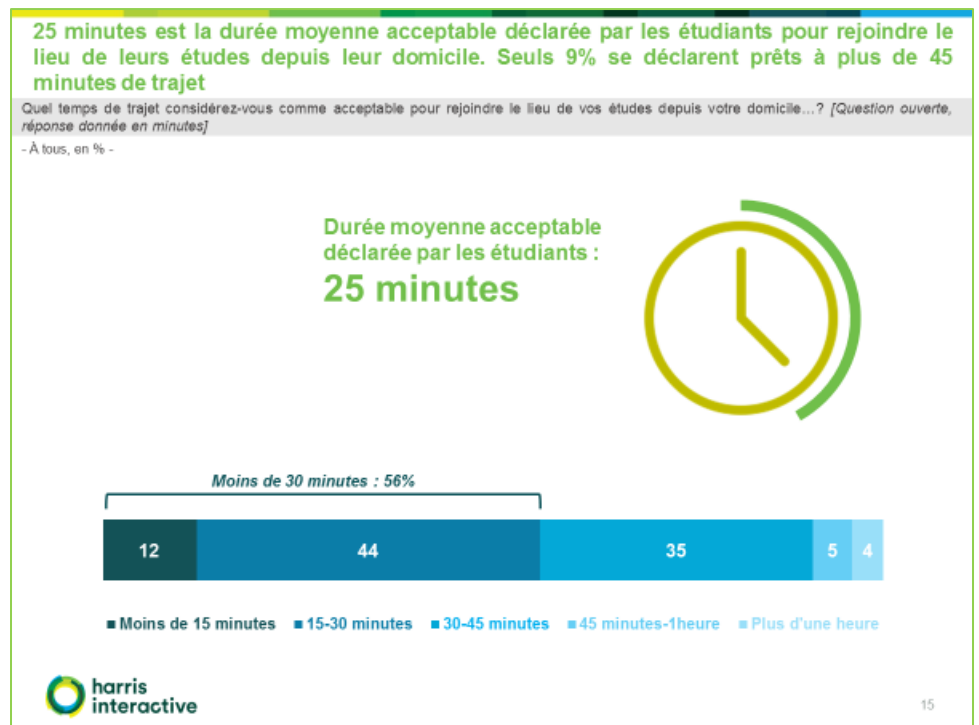 25 minutes est la durée moyenne acceptable déclarée par les étudiants pour rejoindre le
lieu de leurs études depuis leur domicile. Seuls 9% se déclarent prêts à plus de 45
minutes de trajet
Quel temps de trajet considérez-vous comme acceptable pour rejoindre le lieu de vos études depuis votre domicile…? [Question ouverte,
réponse donnée en minutes]
- À tous, en % -
Durée moyenne acceptable
déclarée par les étudiants :
25 minutes
Moins de 30 minutes : 56%
12 44 35 5 4
Moins de 15 minutes 15-30 minutes 30-45 minutes 45 minutes-1heure Plus d'une heure
harris
interactive
15